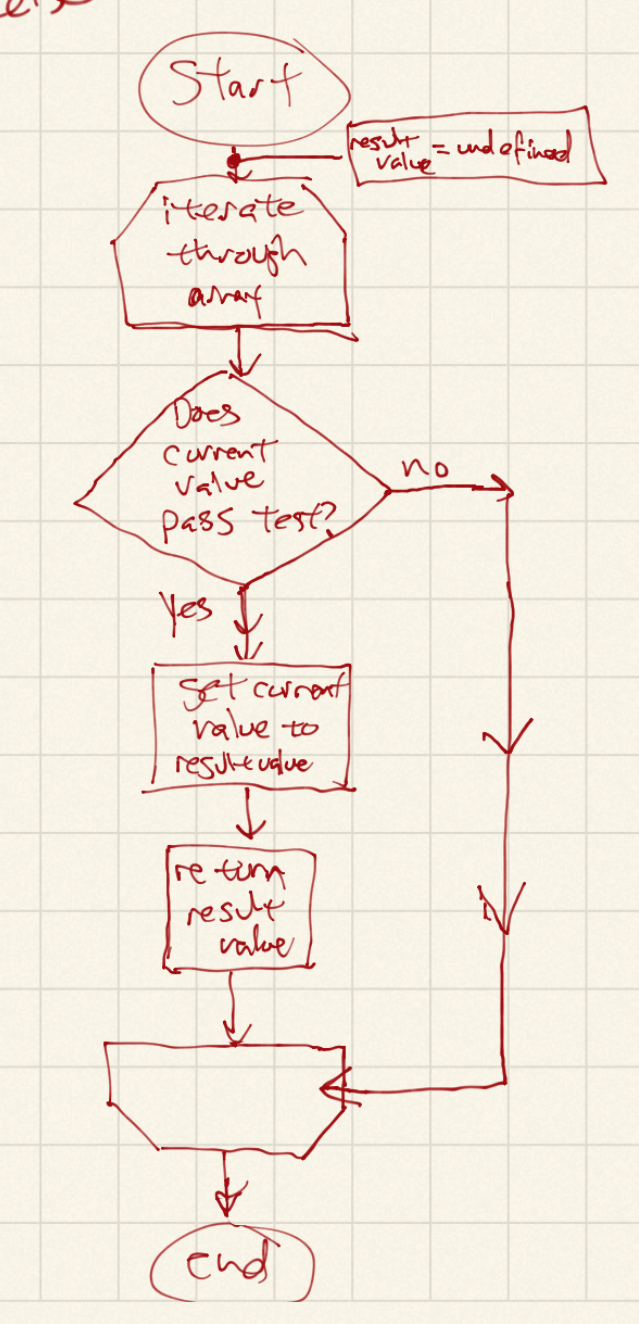 Start
result
value = undefined
iterate
through
array
Does
current
value
pass test?
no
yes
set current
value to
result value
return
result
value
end